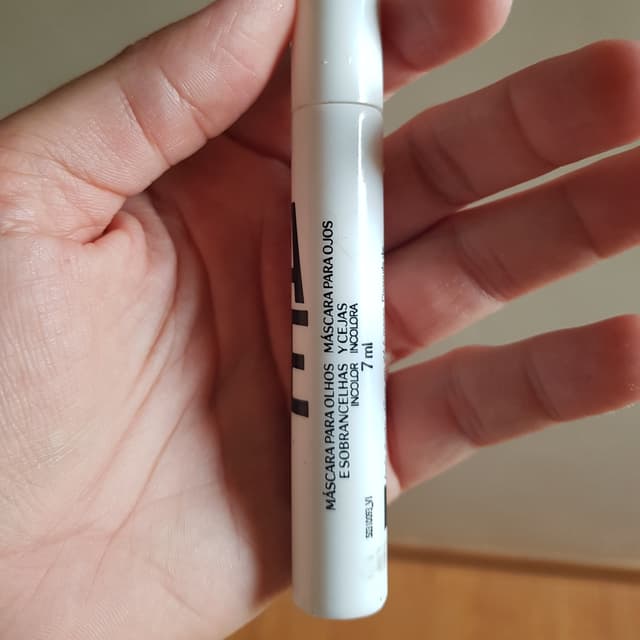 MÁSCARA PARA OLHOS
E SOBRANCELHAS
INCOLOR
MÁSCARA PARA OJOS
Y CEJAS
INCOLORA
7 ml